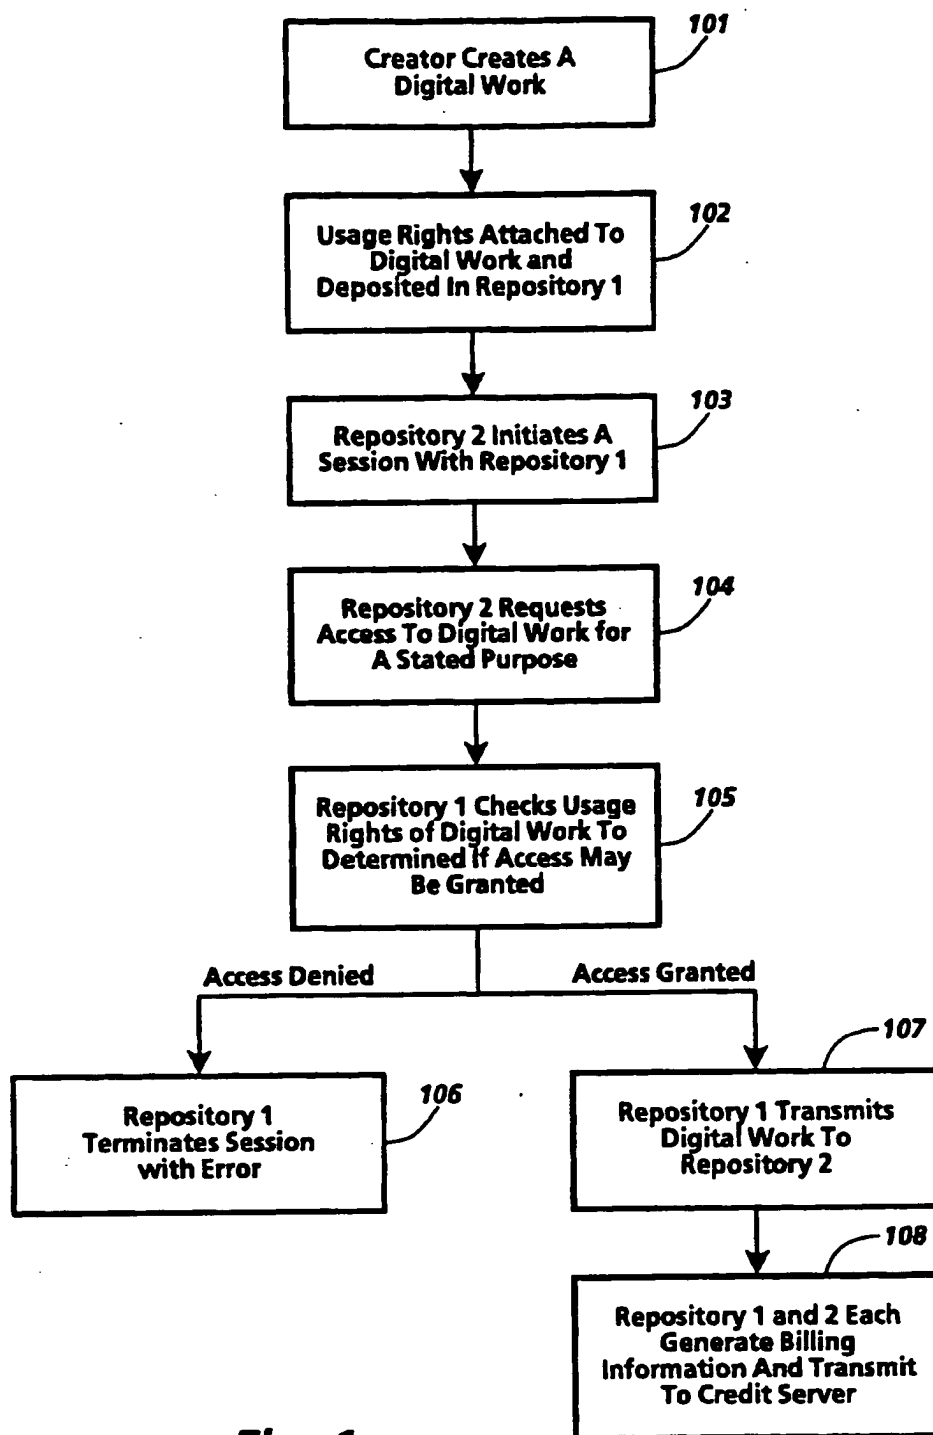 101
Creator Creates A
Digital Work
102
Usage Rights Attached To
Digital Work and
Deposited In Repository 1
103
Repository 2 Initiates A
Session With Repository 1
104
Repository 2 Requests
Access To Digital Work for
A Stated Purpose
105
Repository 1 Checks Usage
Rights of Digital Work To
Determined If Access May
Be Granted
Access Denied
Access Granted
106
Repository 1
Terminates Session
with Error
107
Repository 1 Transmits
Digital Work To
Repository 2
108
Repository 1 and 2 Each
Generate Billing
Information And Transmit
To Credit Server